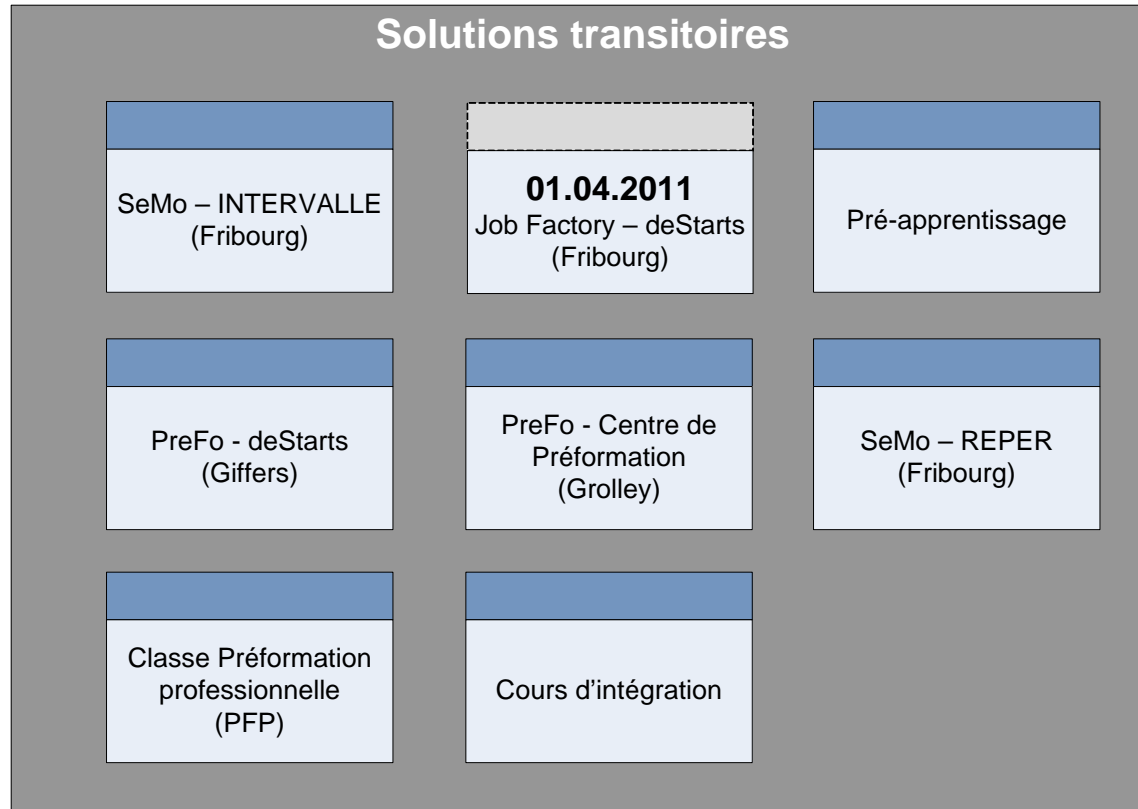 Solutions transitoires
SeMo – INTERVALLE
(Fribourg)
01.04.2011
Job Factory – deStarts
(Fribourg)
Pré-apprentissage
PreFo - deStarts
(Giffers)
PreFo - Centre de
Préformation
(Grolley)
SeMo – REPER
(Fribourg)
Classe Préformation
professionnelle
(PFP)
Cours d’intégration